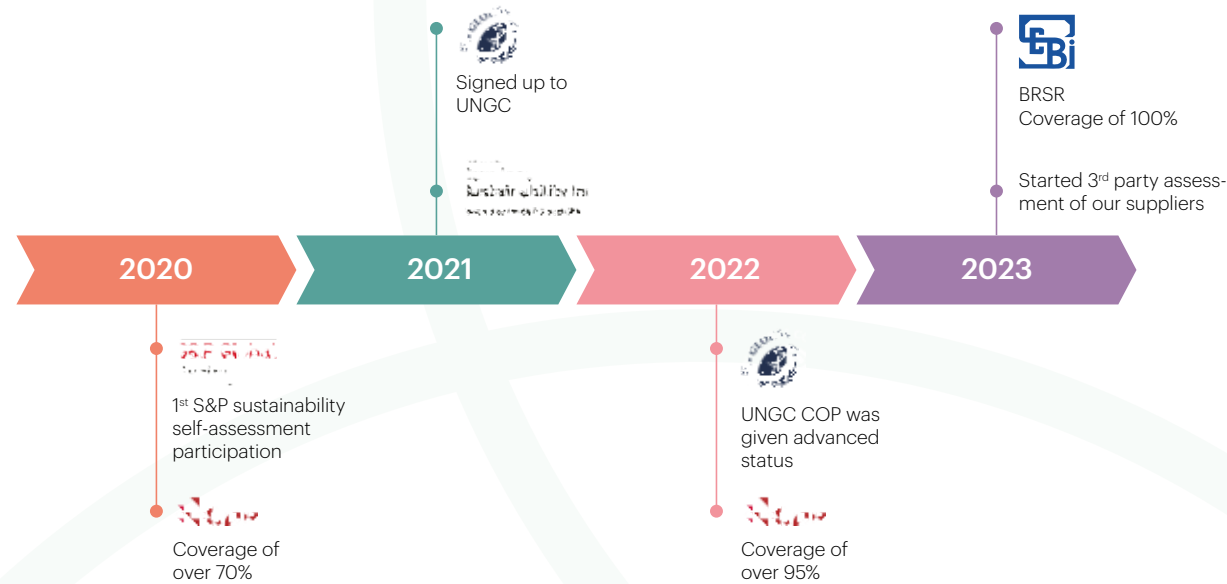 SEBi
Signed up to
UNGC
BRSR
Coverage of 100%
Started 3rd party assess-
ment of our suppliers
2020
2021
2022
2023
1st S&P sustainability
self-assessment
participation
UNGC COP was
given advanced
status
Coverage of
over 70%
Coverage of
over 95%